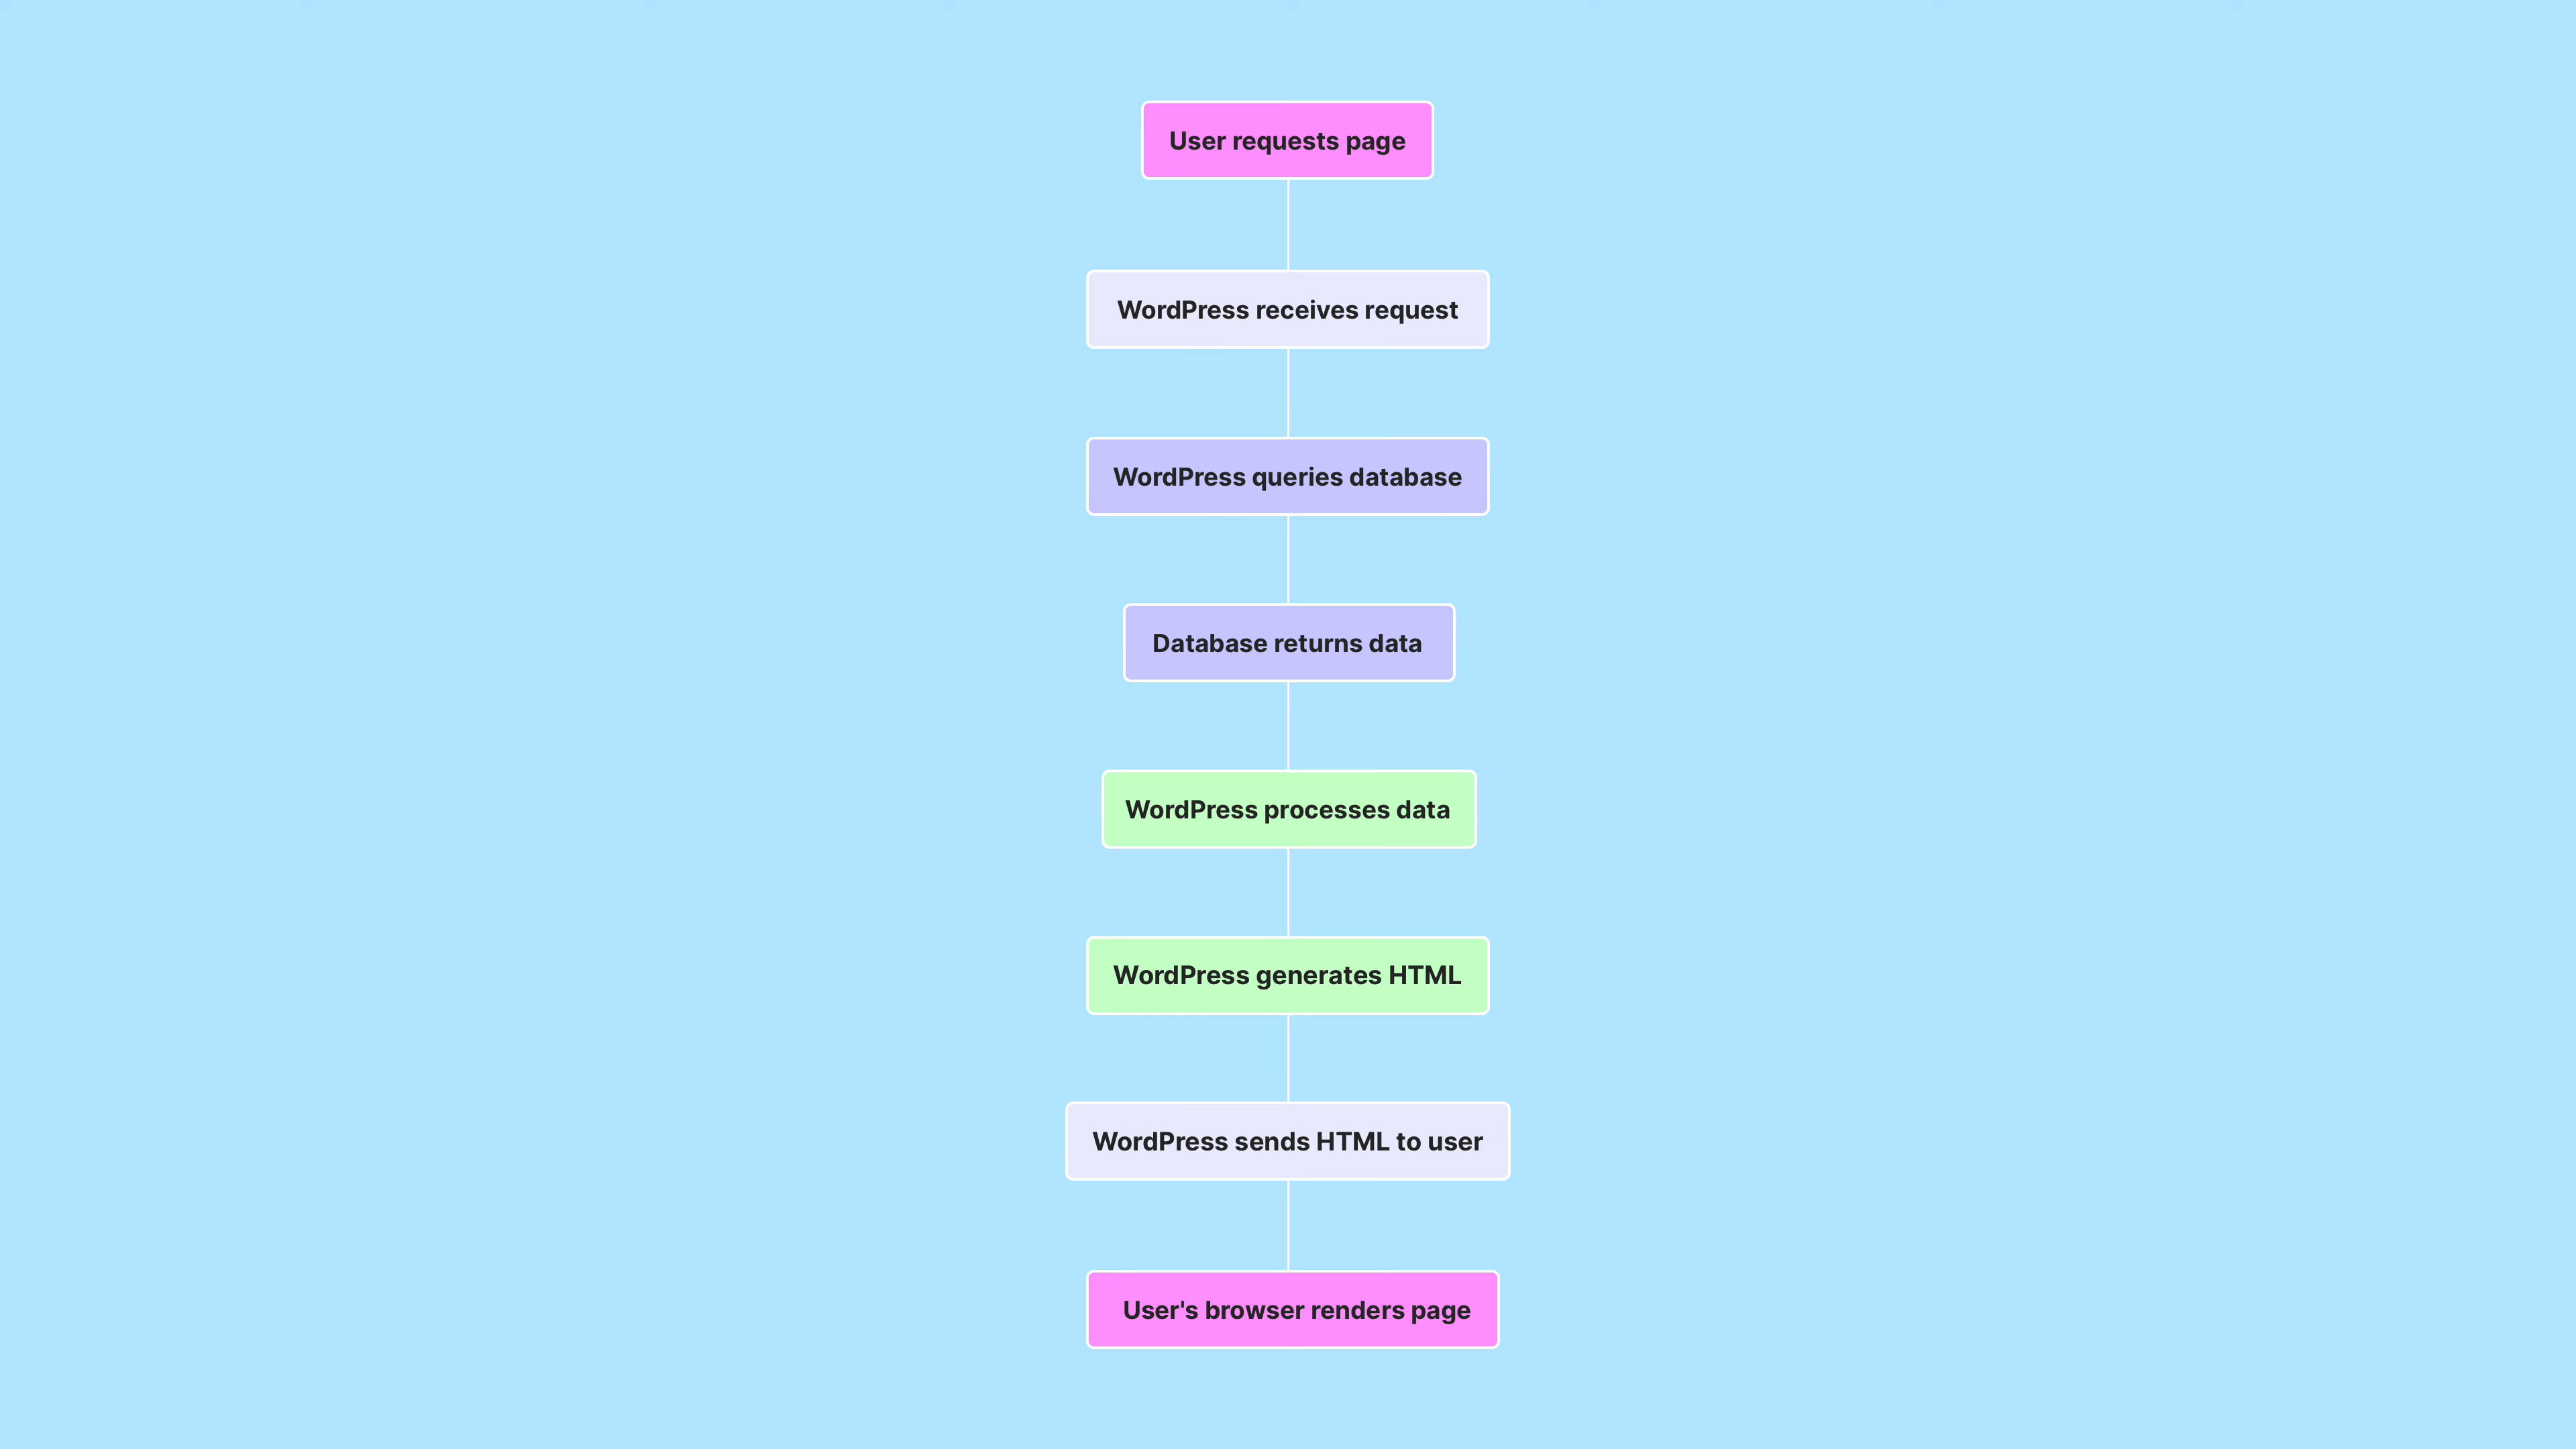 User requests page
WordPress receives request
WordPress queries database
Database returns data
WordPress processes data
WordPress generates HTML
WordPress sends HTML to user
User's browser renders page